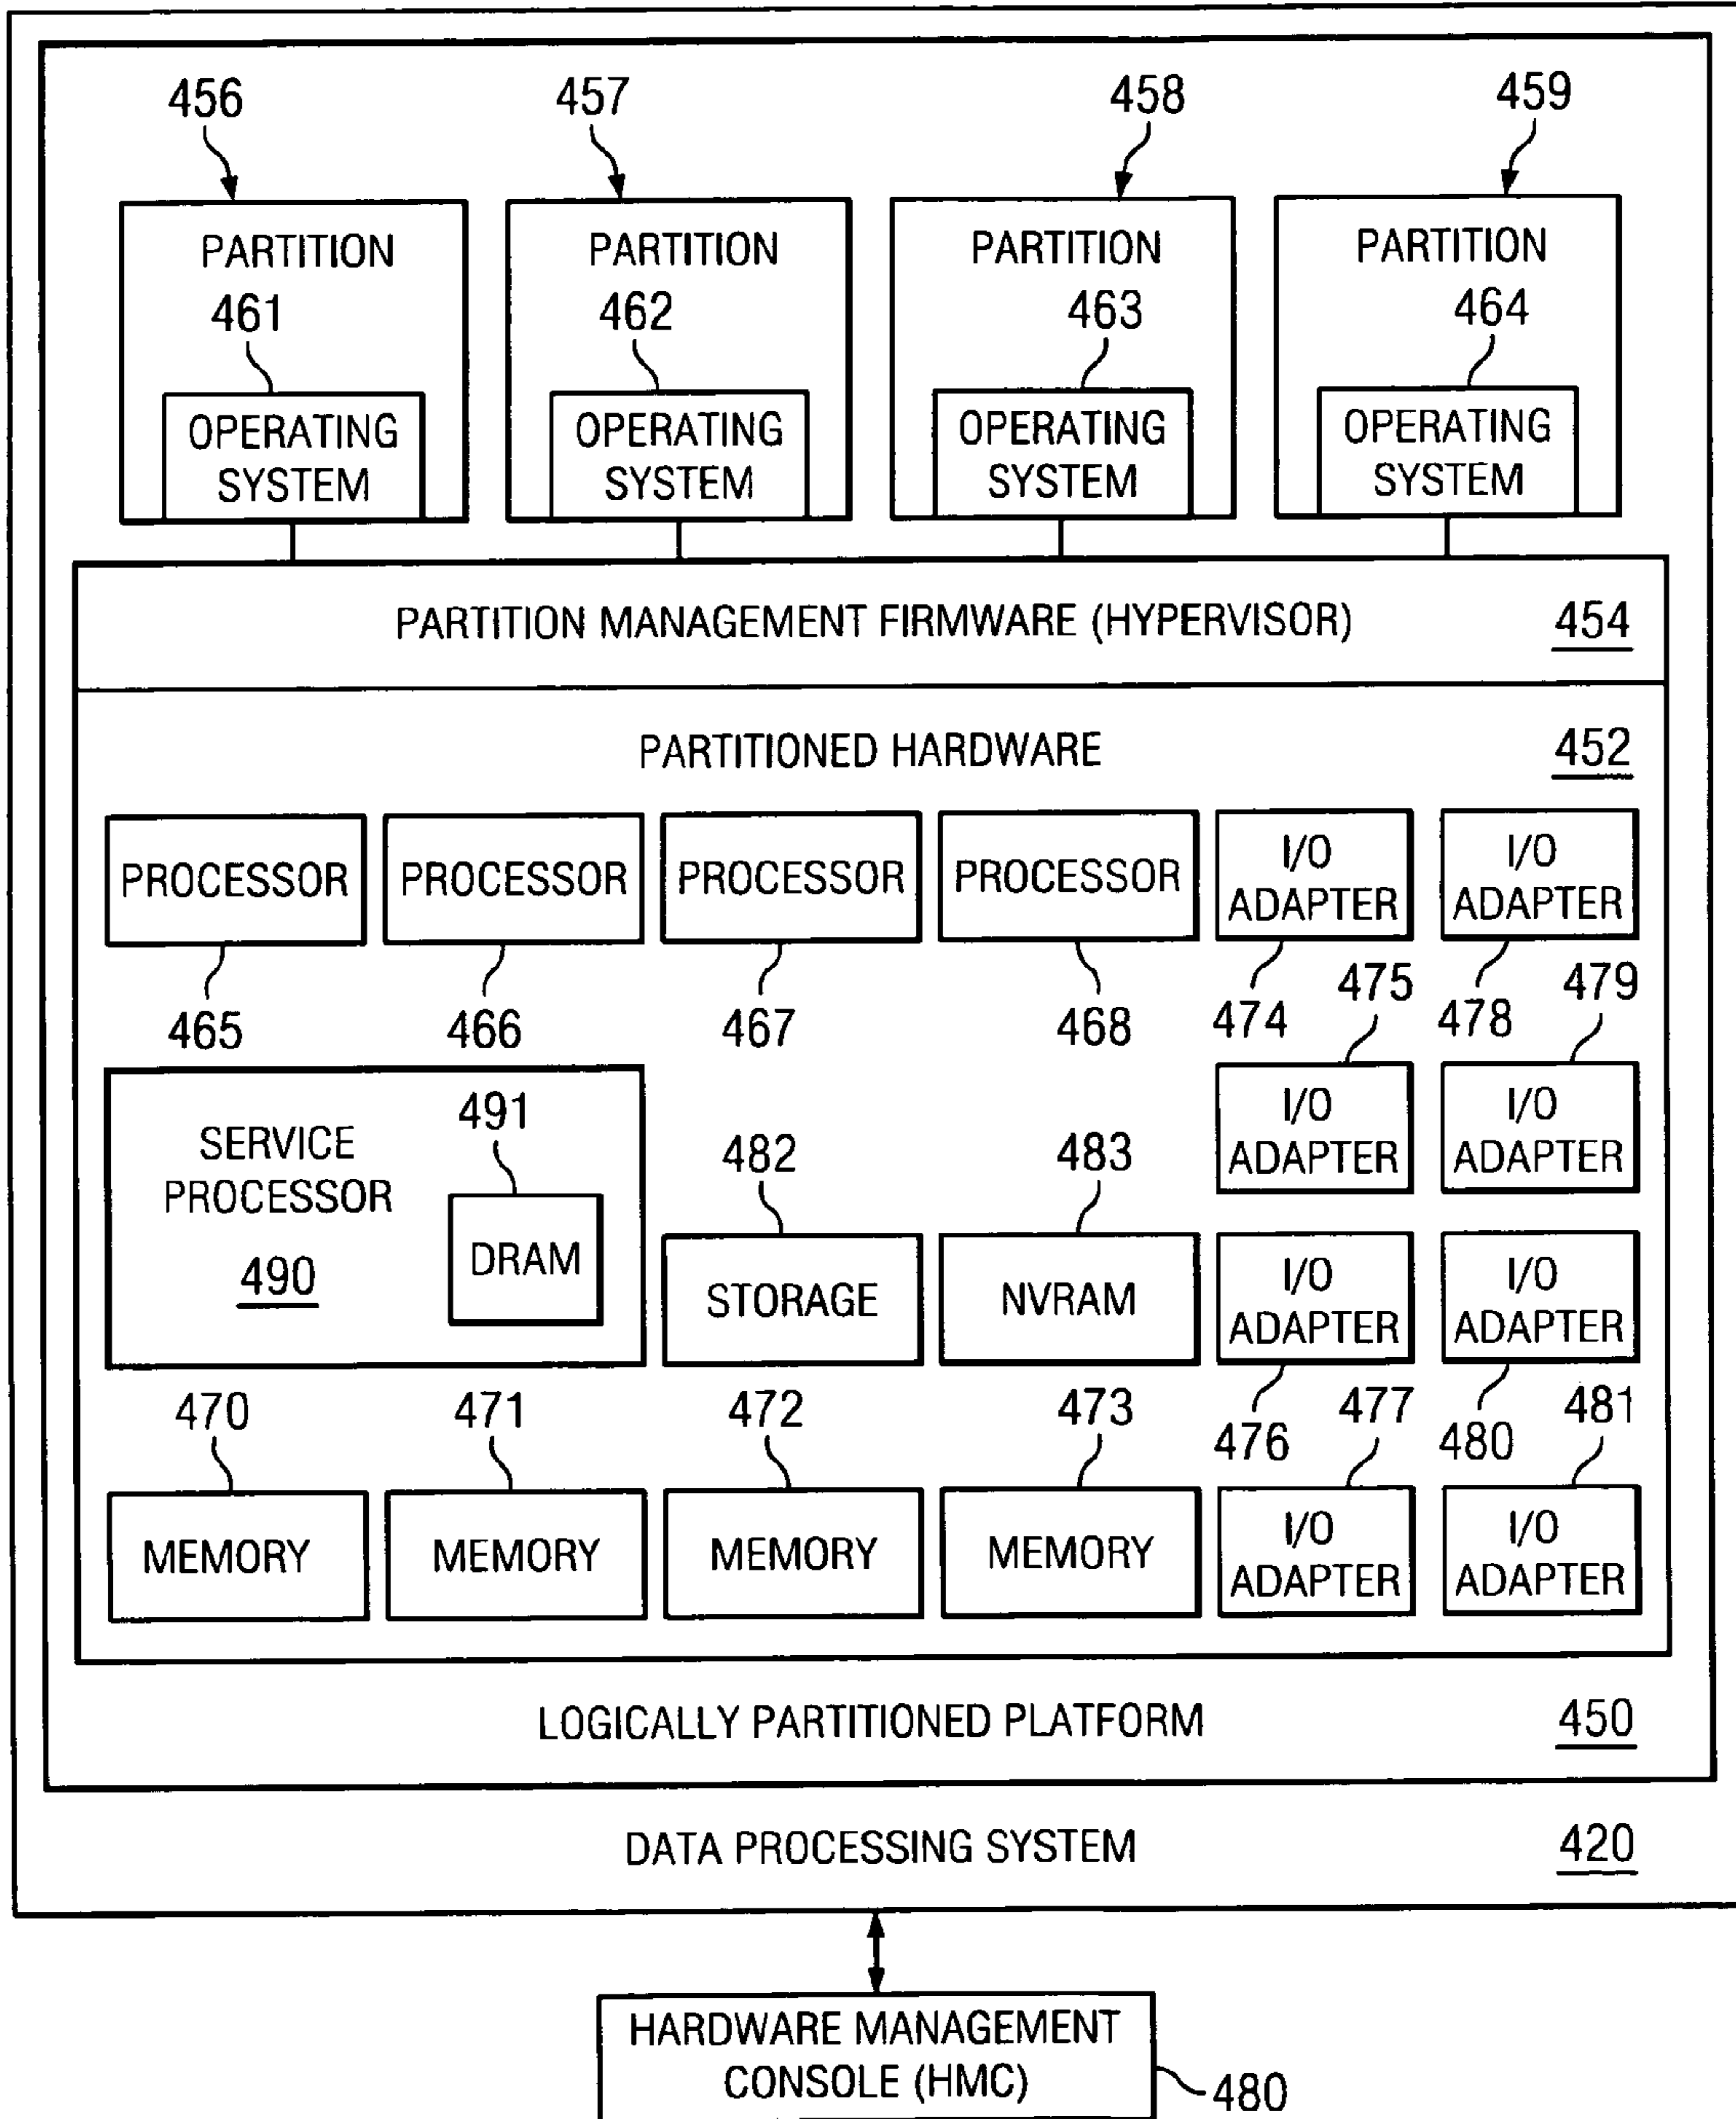 456 457 458 459
PARTITION PARTITION PARTITION PARTITION
461 462 463 464
OPERATING OPERATING OPERATING OPERATING
SYSTEM SYSTEM SYSTEM SYSTEM
PARTITION MANAGEMENT FIRMWARE (HYPERVISOR) 454
PARTITIONED HARDWARE 452
PROCESSOR PROCESSOR PROCESSOR PROCESSOR I/O ADAPTER I/O ADAPTER
465 466 467 468 474 475 478 479
SERVICE
PROCESSOR
490
491
DRAM
482
STORAGE
483
NVRAM
I/O ADAPTER I/O ADAPTER
I/O ADAPTER I/O ADAPTER
470 471 472 473 476 477 480 481
MEMORY MEMORY MEMORY MEMORY I/O ADAPTER I/O ADAPTER
LOGICALLY PARTITIONED PLATFORM 450
DATA PROCESSING SYSTEM 420
HARDWARE MANAGEMENT
CONSOLE (HMC) 480